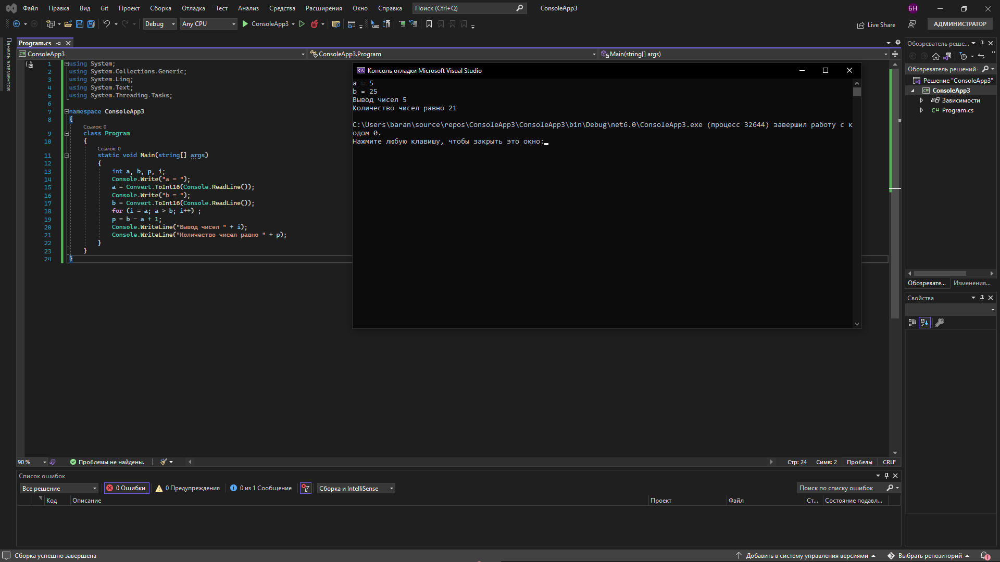 Файл Правка Вид Git Проект Сборка Отладка Тест Анализ Средства Расширения Окно Справка Поиск (Ctrl+Q) ConsoleApp3 БН
Debug Any CPU ConsoleApp3 Live Share АДМИНИСТРАТОР
Панель элементов
Program.cs
ConsoleApp3 ConsoleApp3.Program Main(string[] args)
1 using System;
2 using System.Collections.Generic;
3 using System.Linq;
4 using System.Text;
5 using System.Threading.Tasks;
6
7 namespace ConsoleApp3
8 {
Ссылок: 0
9 class Program
10 {
Ссылок: 0
11 static void Main(string[] args)
12 {
13 int a, b, p, i;
14 Console.Write("a = ");
15 a = Convert.ToInt16(Console.ReadLine());
16 Console.Write("b = ");
17 b = Convert.ToInt16(Console.ReadLine());
18 for (i = a; a > b; i++) ;
19 p = b - a + 1;
20 Console.WriteLine("Вывод чисел " + i);
21 Console.WriteLine("Количество чисел равно " + p);
22 }
23 }
24 }
Консоль отладки Microsoft Visual Studio
a = 5
b = 25
Вывод чисел 5
Количество чисел равно 21
C:\Users\baran\source\repos\ConsoleApp3\ConsoleApp3\bin\Debug\net6.0\ConsoleApp3.exe (процесс 32644) завершил работу с к
одом 0.
Нажмите любую клавишу, чтобы закрыть это окно:
Обозреватель реше...
Обозреватель решений
Решение "ConsoleApp3"
ConsoleApp3
Зависимости
Program.cs
Обозревате... Изменения...
Свойства
90 % Проблемы не найдены. Стр: 24 Симв: 2 Пробелы CRLF
Список ошибок
Все решение 0 Ошибки 0 Предупреждения 0 из 1 Сообщение Сборка и IntelliSense Поиск по списку ошибок
Код Описание Проект Файл Ст... Состояние подавл...
Сборка успешно завершена Добавить в систему управления версиями Выбрать репозиторий 1